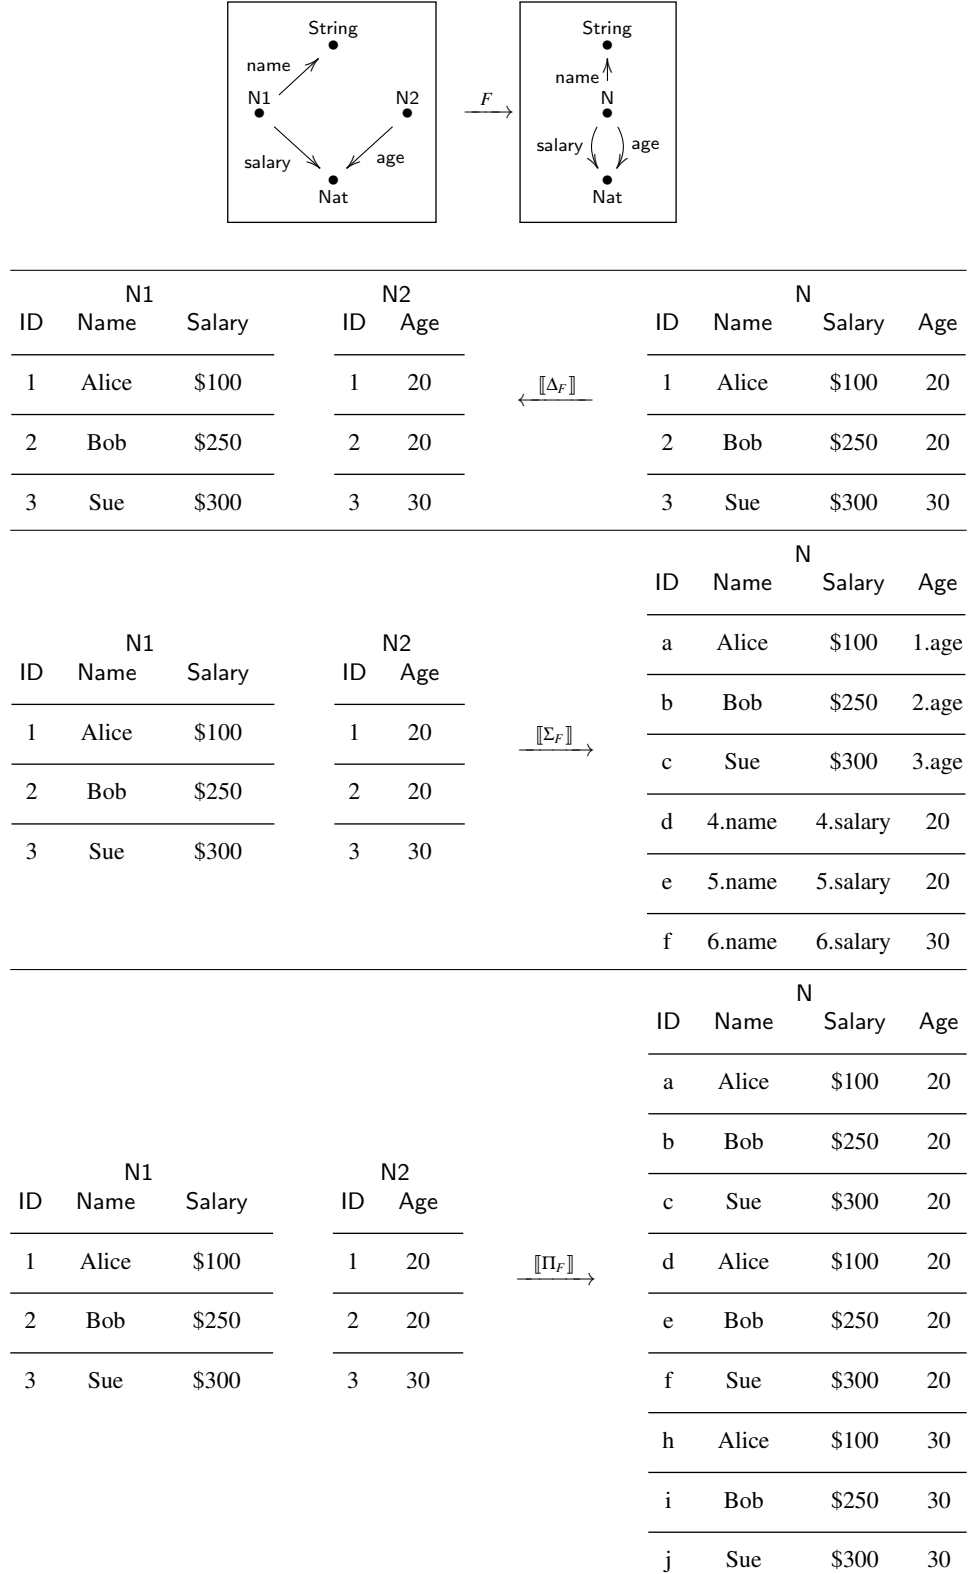 String String
name name
N1 N2 F N
salary age salary age
Nat Nat
N1 N2 N
ID Name Salary ID Age ID Name Salary Age
1 Alice $100 1 20 ⟦Δ_F⟧ 1 Alice $100 20
2 Bob $250 2 20 2 Bob $250 20
3 Sue $300 3 30 3 Sue $300 30
N
ID Name Salary Age
a Alice $100 1.age
N1 N2
ID Name Salary ID Age
b Bob $250 2.age
1 Alice $100 1 20 ⟦Σ_F⟧ c Sue $300 3.age
2 Bob $250 2 20 d 4.name 4.salary 20
3 Sue $300 3 30 e 5.name 5.salary 20
f 6.name 6.salary 30
N
ID Name Salary Age
a Alice $100 20
b Bob $250 20
N1 N2
ID Name Salary ID Age c Sue $300 20
1 Alice $100 1 20 ⟦Π_F⟧ d Alice $100 20
2 Bob $250 2 20 e Bob $250 20
3 Sue $300 3 30 f Sue $300 20
h Alice $100 30
i Bob $250 30
j Sue $300 30